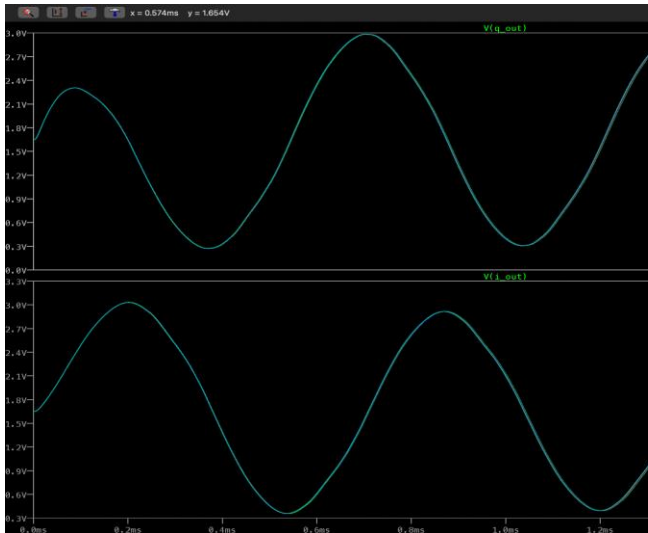 x = 0.574ms y = 1.654V
V(q_out)
3.0V
2.7V
2.4V
2.1V
1.8V
1.5V
1.2V
0.9V
0.6V
0.3V
0.0V
V(i_out)
3.3V
3.0V
2.7V
2.4V
2.1V
1.8V
1.5V
1.2V
0.9V
0.6V
0.3V
0.0ms 0.2ms 0.4ms 0.6ms 0.8ms 1.0ms 1.2ms